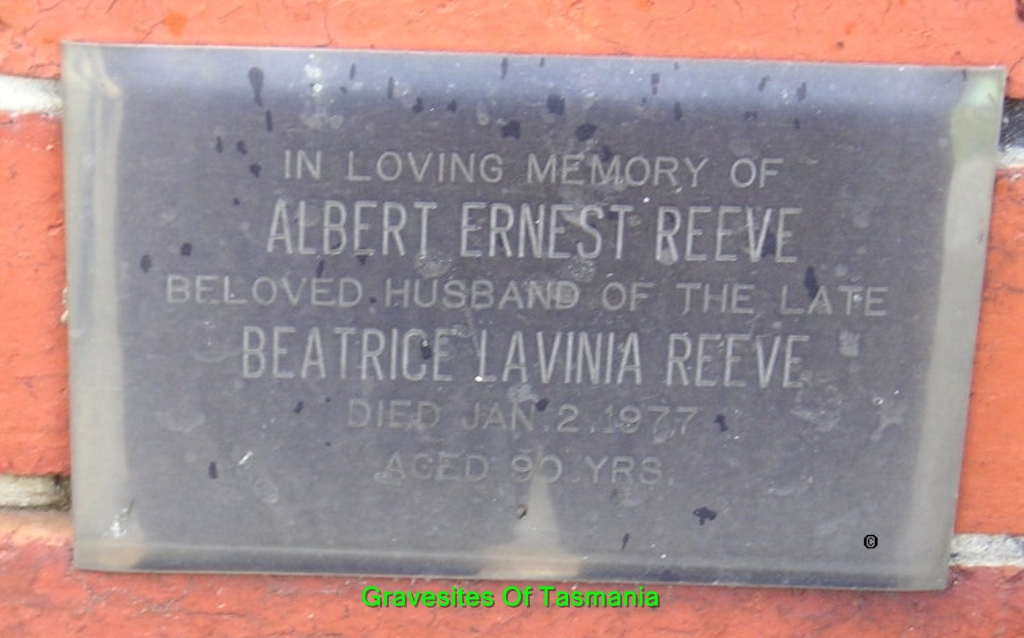 IN LOVING MEMORY OF
ALBERT ERNEST REEVE
BELOVED HUSBAND OF THE LATE
BEATRICE LAVINIA REEVE
DIED JAN. 2. 1977
AGED 90 YRS.
©
Gravesites Of Tasmania